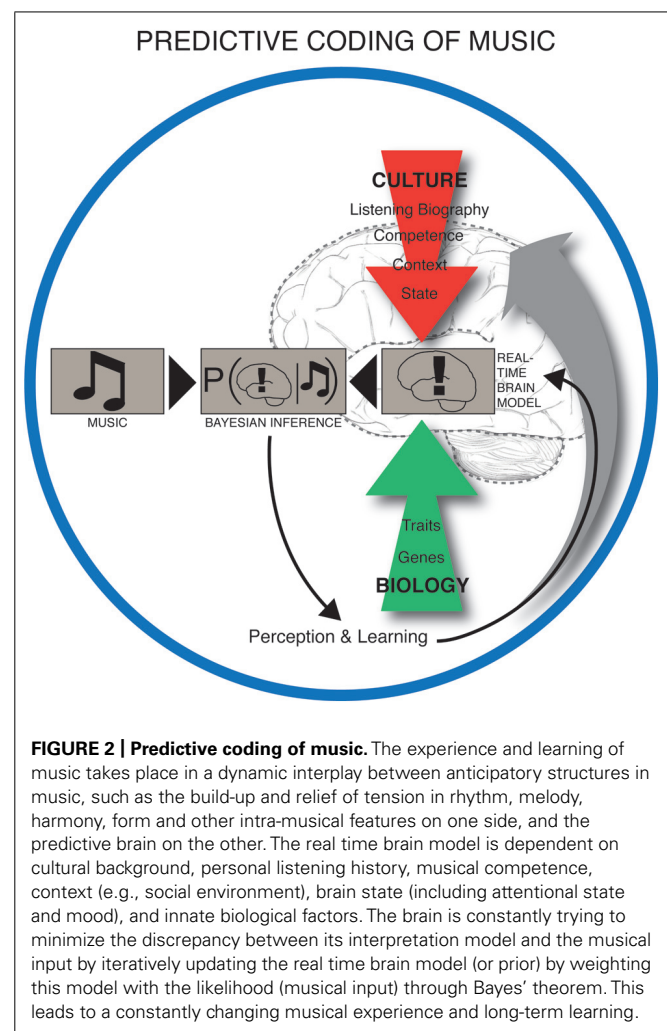 PREDICTIVE CODING OF MUSIC
CULTURE
Listening Biography
Competence
Context
State
MUSIC
P(!|♫)
BAYESIAN INFERENCE
!
REAL-
TIME
BRAIN
MODEL
Traits
Genes
BIOLOGY
Perception & Learning
FIGURE 2 | Predictive coding of music. The experience and learning of
music takes place in a dynamic interplay between anticipatory structures in
music, such as the build-up and relief of tension in rhythm, melody,
harmony, form and other intra-musical features on one side, and the
predictive brain on the other. The real time brain model is dependent on
cultural background, personal listening history, musical competence,
context (e.g., social environment), brain state (including attentional state
and mood), and innate biological factors. The brain is constantly trying to
minimize the discrepancy between its interpretation model and the musical
input by iteratively updating the real time brain model (or prior) by weighting
this model with the likelihood (musical input) through Bayes' theorem. This
leads to a constantly changing musical experience and long-term learning.